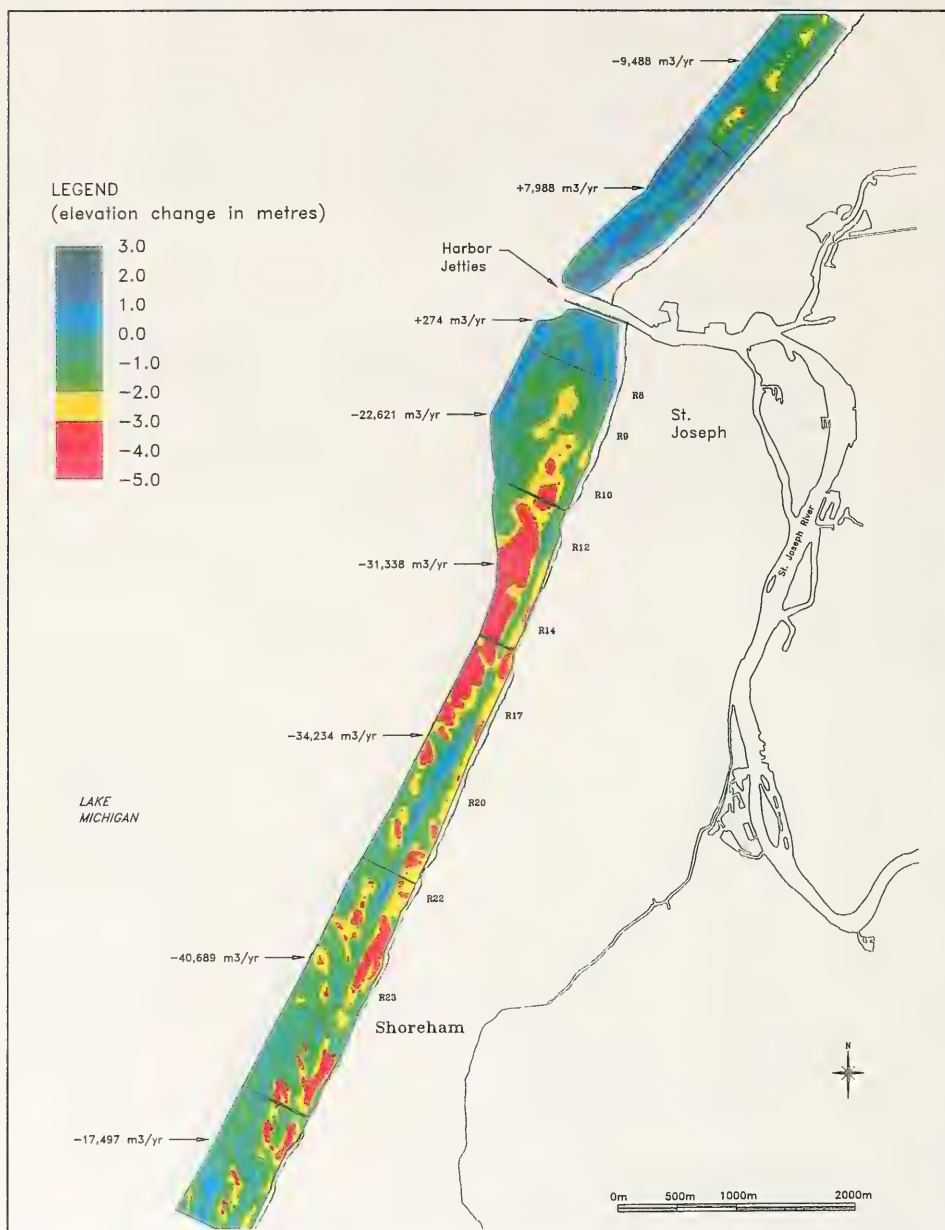 -9,488 m3/yr
+7,988 m3/yr
LEGEND
(elevation change in metres)
3.0
2.0
1.0
0.0
-1.0
-2.0
-3.0
-4.0
-5.0
Harbor
Jetties
+274 m3/yr
-22,621 m3/yr
R8
St.
Joseph
R9
R10
R12
St. Joseph River
-31,338 m3/yr
R14
R17
-34,234 m3/yr
LAKE
MICHIGAN
R20
R22
-40,689 m3/yr
R23
Shoreham
N
-17,497 m3/yr
0m 500m 1000m 2000m